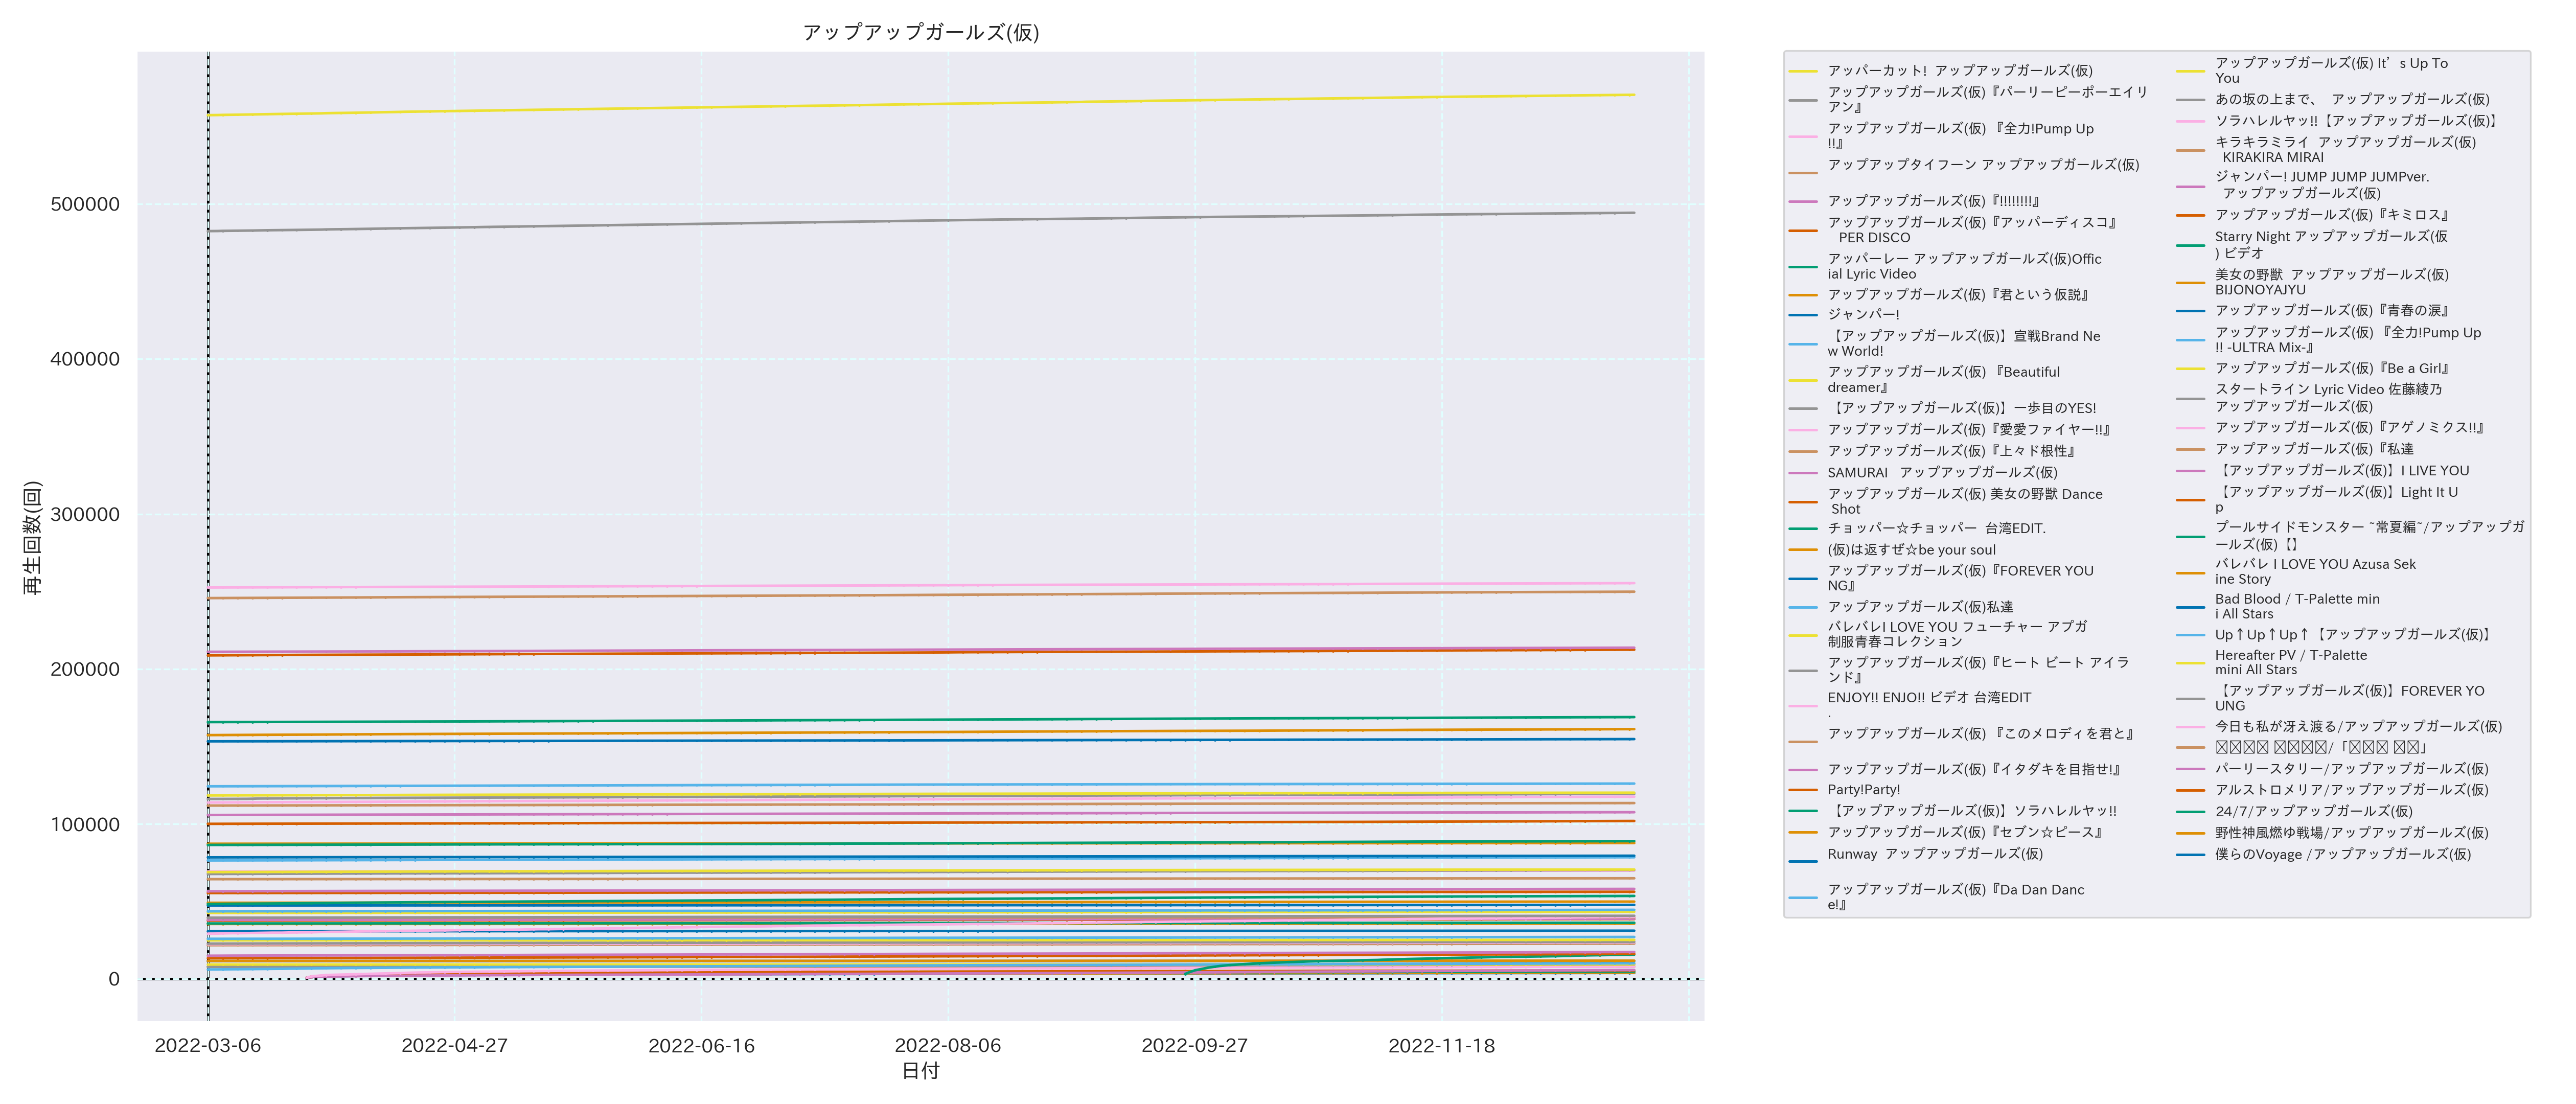 アップアップガールズ(仮)
再生回数(回)
500000
400000
300000
200000
100000
0
2022-03-06
2022-04-27
2022-06-16
2022-08-06
2022-09-27
2022-11-18
日付
アッパーカット! アップアップガールズ(仮)
アップアップガールズ(仮)『パーリーピーポーエイリ
アン』
アップアップガールズ(仮) 『全力!Pump Up
!!』
アップアップタイフーン アップアップガールズ(仮)
アップアップガールズ(仮)『!!!!!!!!』
アップアップガールズ(仮)『アッパーディスコ』
PER DISCO
アッパーレー アップアップガールズ(仮)Offic
ial Lyric Video
アップアップガールズ(仮)『君という仮説』
ジャンパー!
【アップアップガールズ(仮)】宣戦Brand Ne
w World!
アップアップガールズ(仮) 『Beautiful
dreamer』
【アップアップガールズ(仮)】一歩目のYES!
アップアップガールズ(仮)『愛愛ファイヤー!!』
アップアップガールズ(仮)『上々ド根性』
SAMURAI アップアップガールズ(仮)
アップアップガールズ(仮) 美女の野獣 Dance
Shot
チョッパー☆チョッパー 台湾EDIT.
(仮)は返すぜ☆be your soul
アップアップガールズ(仮)『FOREVER YOU
NG』
アップアップガールズ(仮)私達
バレバレI LOVE YOU フューチャー アプガ
制服青春コレクション
アップアップガールズ(仮)『ヒート ビート アイラ
ンド』
ENJOY!! ENJO!! ビデオ 台湾EDIT
.
アップアップガールズ(仮) 『このメロディを君と』
アップアップガールズ(仮)『イタダキを目指せ!』
Party!Party!
【アップアップガールズ(仮)】ソラハレルヤッ!!
アップアップガールズ(仮)『セブン☆ピース』
Runway アップアップガールズ(仮)
アップアップガールズ(仮)『Da Dan Danc
e!』
アップアップガールズ(仮) It’s Up To
You
あの坂の上まで、 アップアップガールズ(仮)
ソラハレルヤッ!!【アップアップガールズ(仮)】
キラキラミライ アップアップガールズ(仮)
KIRAKIRA MIRAI
ジャンパー! JUMP JUMP JUMPver.
アップアップガールズ(仮)
アップアップガールズ(仮)『キミロス』
Starry Night アップアップガールズ(仮
) ビデオ
美女の野獣 アップアップガールズ(仮)
BIJONOYAJYU
アップアップガールズ(仮)『青春の涙』
アップアップガールズ(仮) 『全力!Pump Up
!! -ULTRA Mix-』
アップアップガールズ(仮)『Be a Girl』
スタートライン Lyric Video 佐藤綾乃
アップアップガールズ(仮)
アップアップガールズ(仮)『アゲノミクス!!』
アップアップガールズ(仮)『私達
【アップアップガールズ(仮)】I LIVE YOU
【アップアップガールズ(仮)】Light It U
p
プールサイドモンスター ~常夏編~/アップアップガ
ールズ(仮)【】
バレバレ I LOVE YOU Azusa Sek
ine Story
Bad Blood / T-Palette min
i All Stars
Up↑Up↑Up↑【アップアップガールズ(仮)】
Hereafter PV / T-Palette
mini All Stars
【アップアップガールズ(仮)】FOREVER YO
UNG
今日も私が冴え渡る/アップアップガールズ(仮)
/「 」
パーリースタリー/アップアップガールズ(仮)
アルストロメリア/アップアップガールズ(仮)
24/7/アップアップガールズ(仮)
野性神風燃ゆ戦場/アップアップガールズ(仮)
僕らのVoyage /アップアップガールズ(仮)